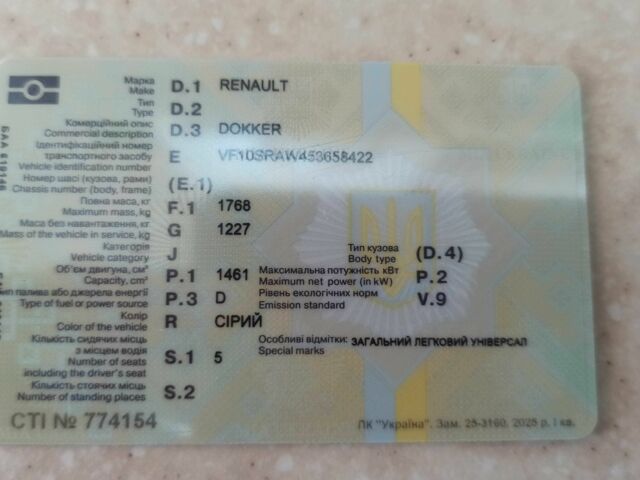 Марка
Make D.1 RENAULT
Тип
Type D.2
Комерційний опис
Commercial description D.3 DOKKER
Ідентифікаційний номер
транспортного засобу E VF10SRAW453658422
Vehicle identification number
Номер шасі (кузова, рами) (E.1)
Chassis number (body, frame)
Повна маса, кг F.1 1768
Maximum mass, kg
Маса без навантаження, кг G 1227
Mass of the vehicle in service, kg
Категорія J Тип кузова (D.4)
Vehicle category Body type
Об'єм двигуна, см³ P.1 1461 Максимальна потужність кВт P.2
Capacity, cm³ Maximum net power (in kW)
Тип палива або джерела енергії P.3 D Рівень екологічних норм V.9
Type of fuel or power source Emission standard
Колір R СІРИЙ
Color of the vehicle
Кількість сидячих місць Особливі відмітки: ЗАГАЛЬНИЙ ЛЕГКОВИЙ УНІВЕРСАЛ
з місцем водія S.1 5 Special marks
Number of seats
including the driver's seat
Кількість стоячих місць S.2
Number of standing places
СТІ № 774154
ПК "Україна". Зам. 25-3160. 2025 р. I кв.